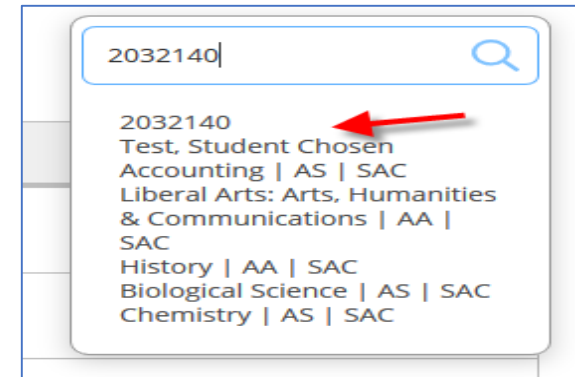 2032140
2032140
Test, Student Chosen
Accounting | AS | SAC
Liberal Arts: Arts, Humanities
& Communications | AA |
SAC
History | AA | SAC
Biological Science | AS | SAC
Chemistry | AS | SAC